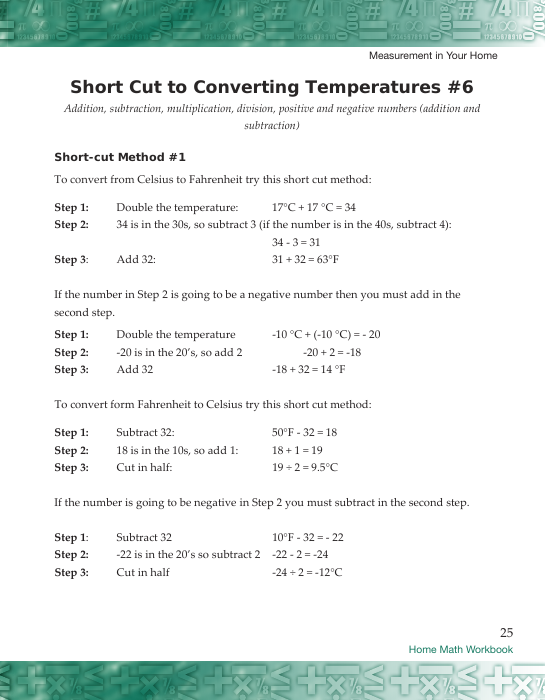 Measurement in Your Home
Short Cut to Converting Temperatures #6
Addition, subtraction, multiplication, division, positive and negative numbers (addition and
subtraction)
Short-cut Method #1
To convert from Celsius to Fahrenheit try this short cut method:
Step 1: Double the temperature: 17°C + 17 °C = 34
Step 2: 34 is in the 30s, so subtract 3 (if the number is in the 40s, subtract 4):
34 - 3 = 31
Step 3: Add 32: 31 + 32 = 63°F
If the number in Step 2 is going to be a negative number then you must add in the
second step.
Step 1: Double the temperature -10 °C + (-10 °C) = - 20
Step 2: -20 is in the 20’s, so add 2 -20 + 2 = -18
Step 3: Add 32 -18 + 32 = 14 °F
To convert form Fahrenheit to Celsius try this short cut method:
Step 1: Subtract 32: 50°F - 32 = 18
Step 2: 18 is in the 10s, so add 1: 18 + 1 = 19
Step 3: Cut in half: 19 ÷ 2 = 9.5°C
If the number is going to be negative in Step 2 you must subtract in the second step.
Step 1: Subtract 32 10°F - 32 = - 22
Step 2: -22 is in the 20’s so subtract 2 -22 - 2 = -24
Step 3: Cut in half -24 ÷ 2 = -12°C
25
Home Math Workbook